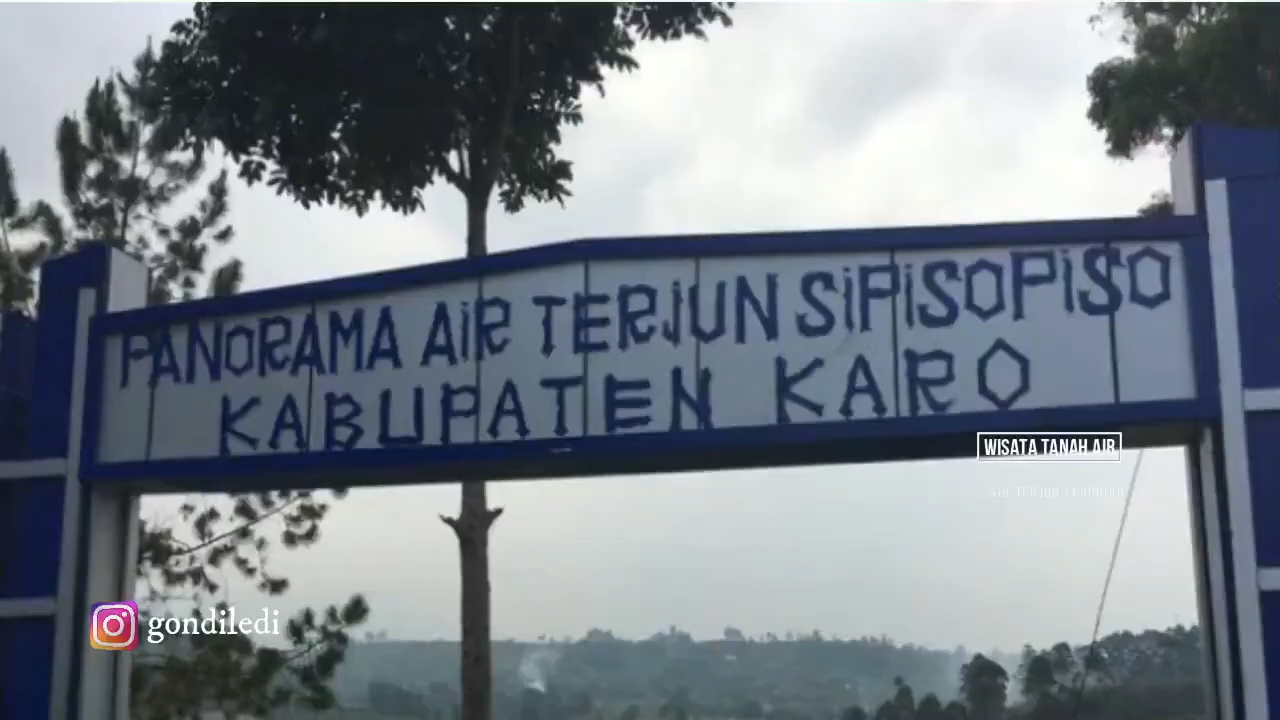 PANORAMA AiR TERJUN SiPiSOPiSO
KABUPATEN KARO
WISATA TANAH AIR
gondiledi